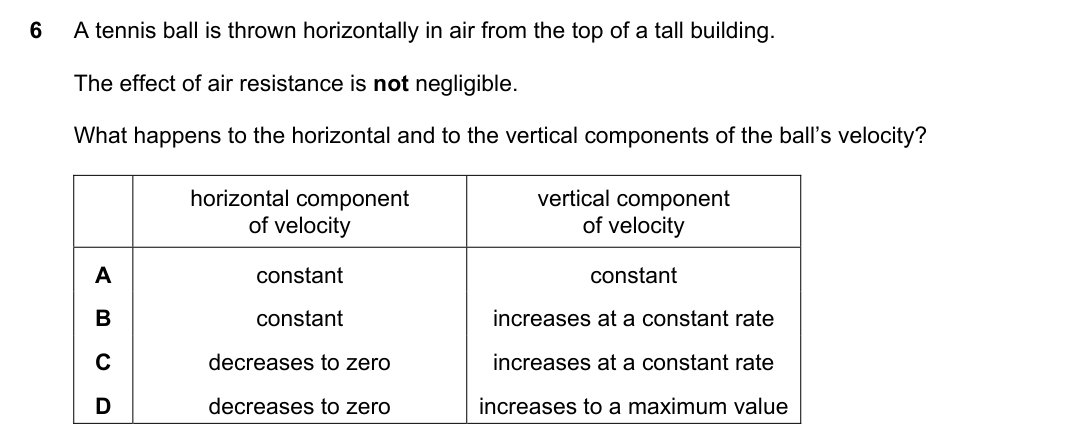 6 A tennis ball is thrown horizontally in air from the top of a tall building.
The effect of air resistance is not negligible.
What happens to the horizontal and to the vertical components of the ball’s velocity?
horizontal component of velocity vertical component of velocity
A constant constant
B constant increases at a constant rate
C decreases to zero increases at a constant rate
D decreases to zero increases to a maximum value